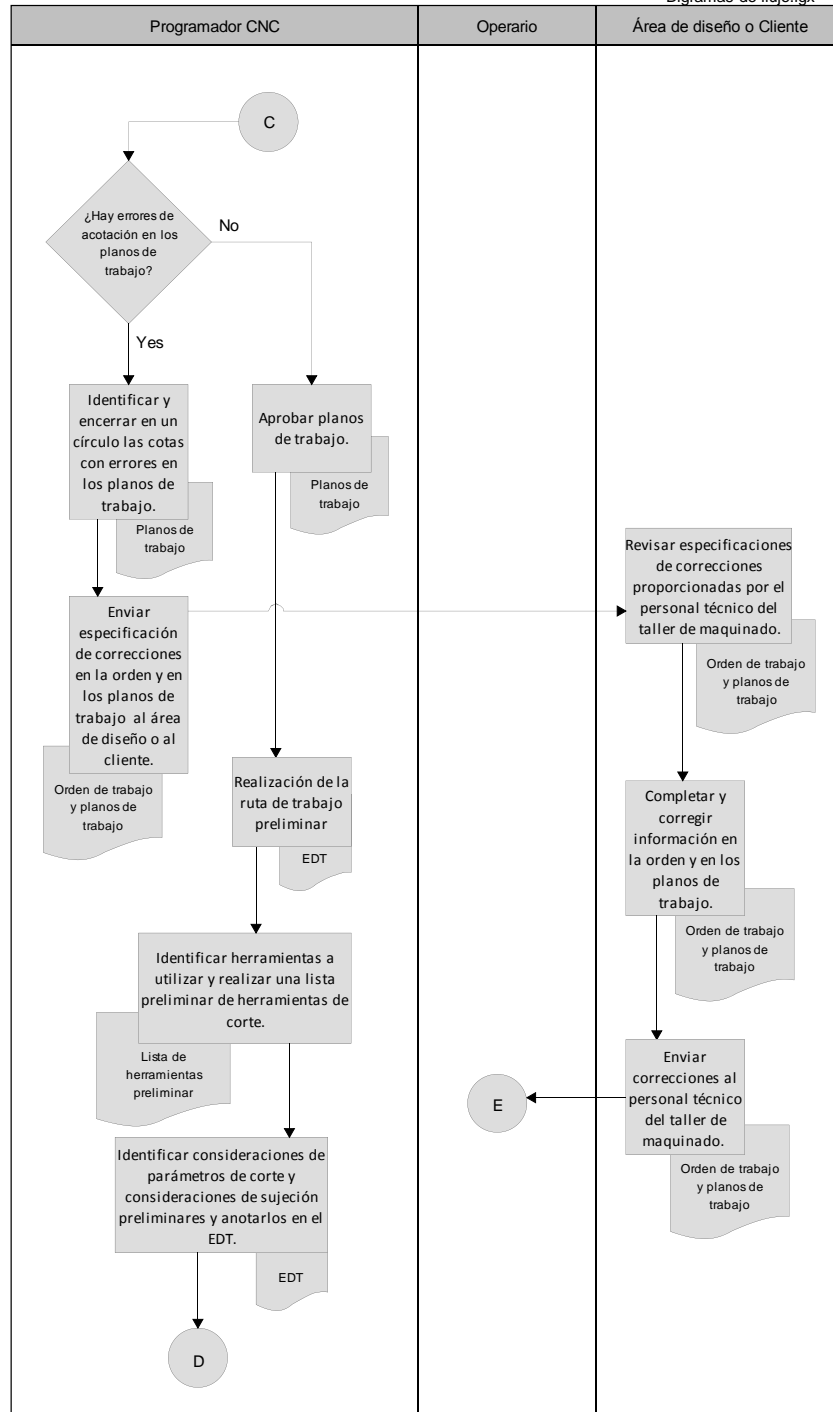 Programador CNC
Operario
Área de diseño o Cliente
C
¿Hay errores de
acotación en los
planos de
trabajo?
No
Yes
Identificar y
encerrar en un
círculo las cotas
con errores en
los planos de
trabajo.
Planos de
trabajo
Aprobar planos
de trabajo.
Planos de
trabajo
Enviar
especificación
de correcciones
en la orden y en
los planos de
trabajo al área
de diseño o al
cliente.
Orden de trabajo
y planos de
trabajo
Revisar especificaciones
de correcciones
proporcionadas por el
personal técnico del
taller de maquinado.
Orden de trabajo
y planos de
trabajo
Realización de la
ruta de trabajo
preliminar
EDT
Completar y
corregir
información en
la orden y en los
planos de
trabajo.
Orden de trabajo
y planos de
trabajo
Identificar herramientas a
utilizar y realizar una lista
preliminar de herramientas de
corte.
Lista de
herramientas
preliminar
Enviar
correcciones al
personal técnico
del taller de
maquinado.
Orden de trabajo
y planos de
trabajo
E
Identificar consideraciones de
parámetros de corte y
consideraciones de sujeción
preliminares y anotarlos en el
EDT.
EDT
D